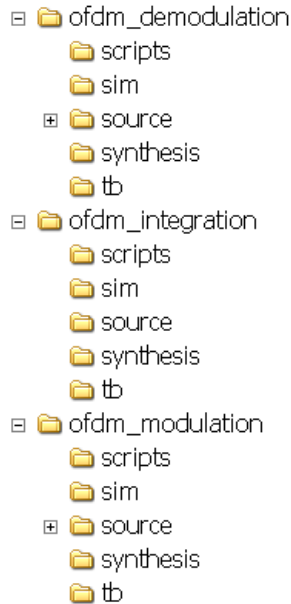 ofdm_demodulation
scripts
sim
source
synthesis
tb
ofdm_integration
scripts
sim
source
synthesis
tb
ofdm_modulation
scripts
sim
source
synthesis
tb